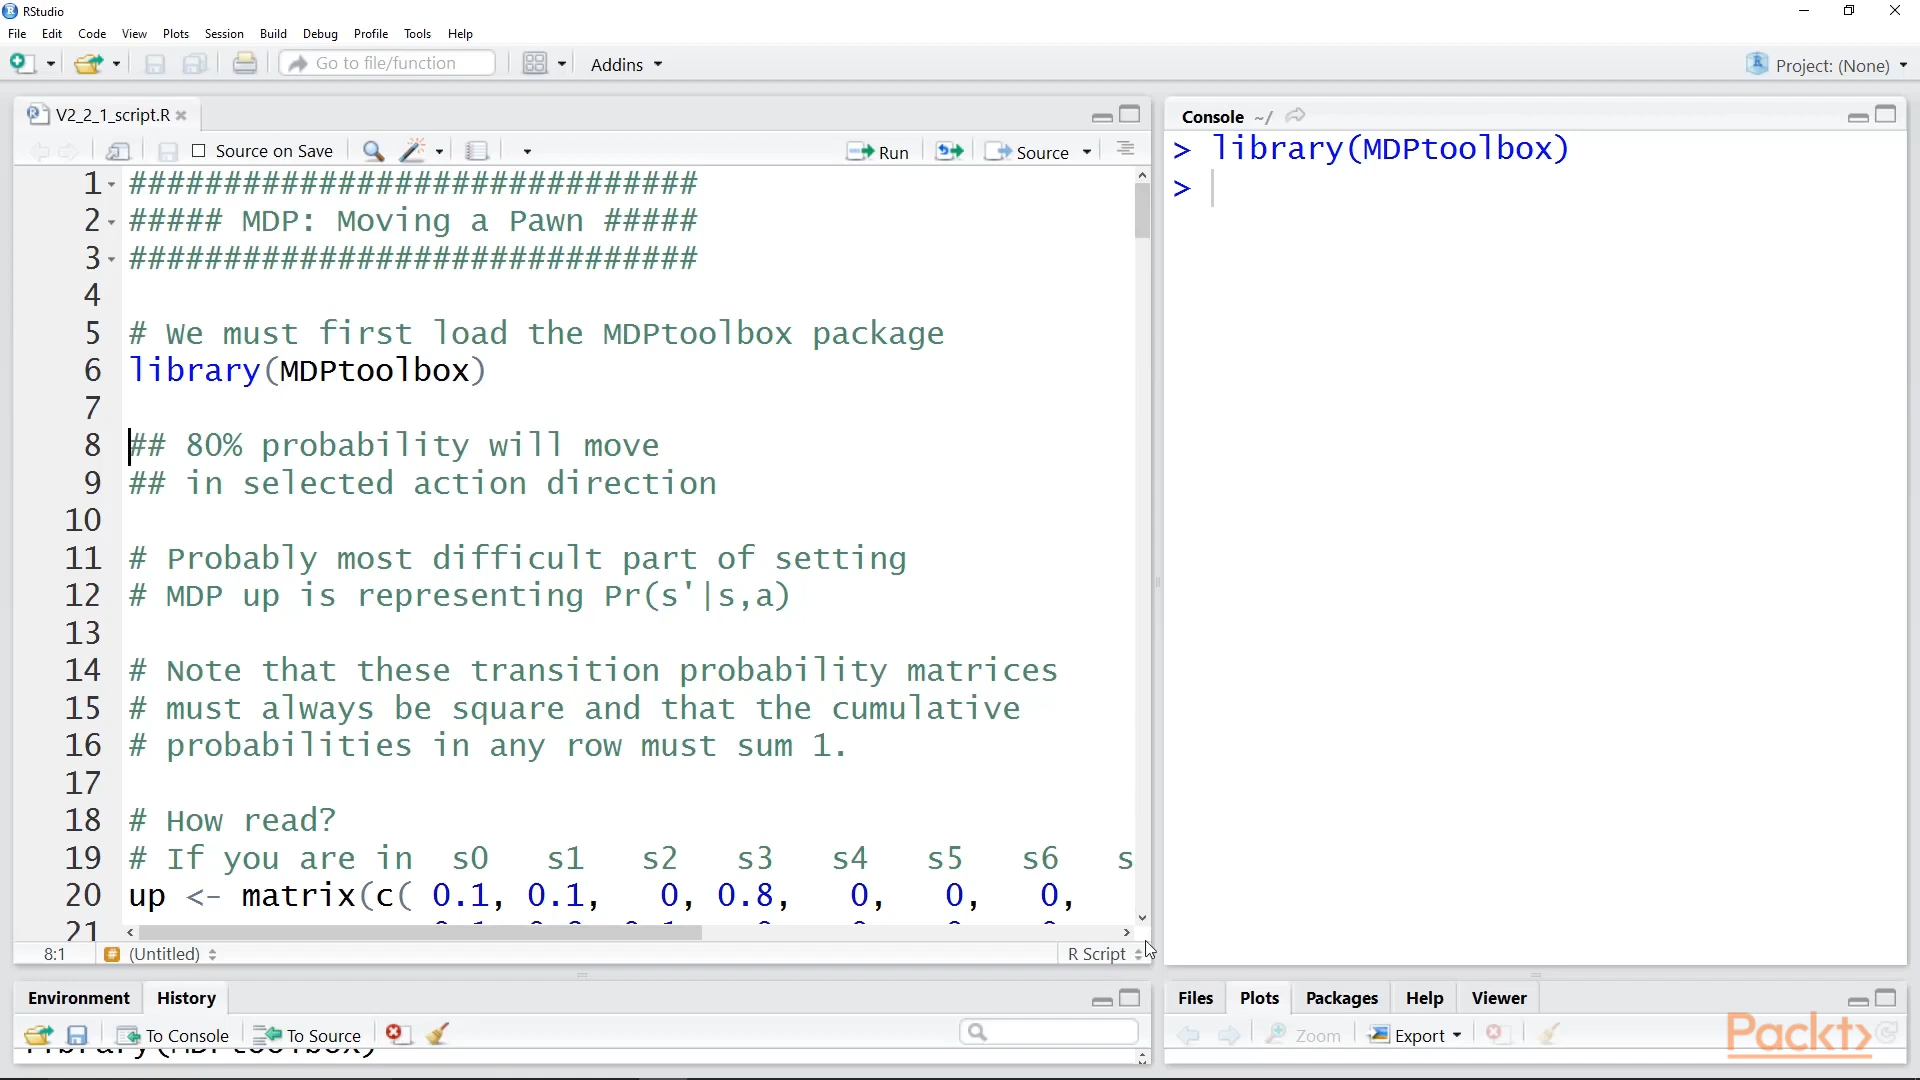 RStudio
File Edit Code View Plots Session Build Debug Profile Tools Help
Go to file/function Addins Project: (None)
V2_2_1_script.R
Source on Save Run Source
1 ##############################
2 ##### MDP: Moving a Pawn #####
3 ##############################
4
5 # We must first load the MDPtoolbox package
6 library(MDPtoolbox)
7
8 ## 80% probability will move
9 ## in selected action direction
10
11 # Probably most difficult part of setting
12 # MDP up is representing Pr(s'|s,a)
13
14 # Note that these transition probability matrices
15 # must always be square and that the cumulative
16 # probabilities in any row must sum 1.
17
18 # How read?
19 # If you are in s0 s1 s2 s3 s4 s5 s6 s
20 up <- matrix(c( 0.1, 0.1, 0, 0.8, 0, 0, 0,
21
8:1 (Untitled) R Script
Console ~/
> library(MDPtoolbox)
>
Environment History
To Console To Source
library(MDPtoolbox)
Files Plots Packages Help Viewer
Zoom Export
Packt>